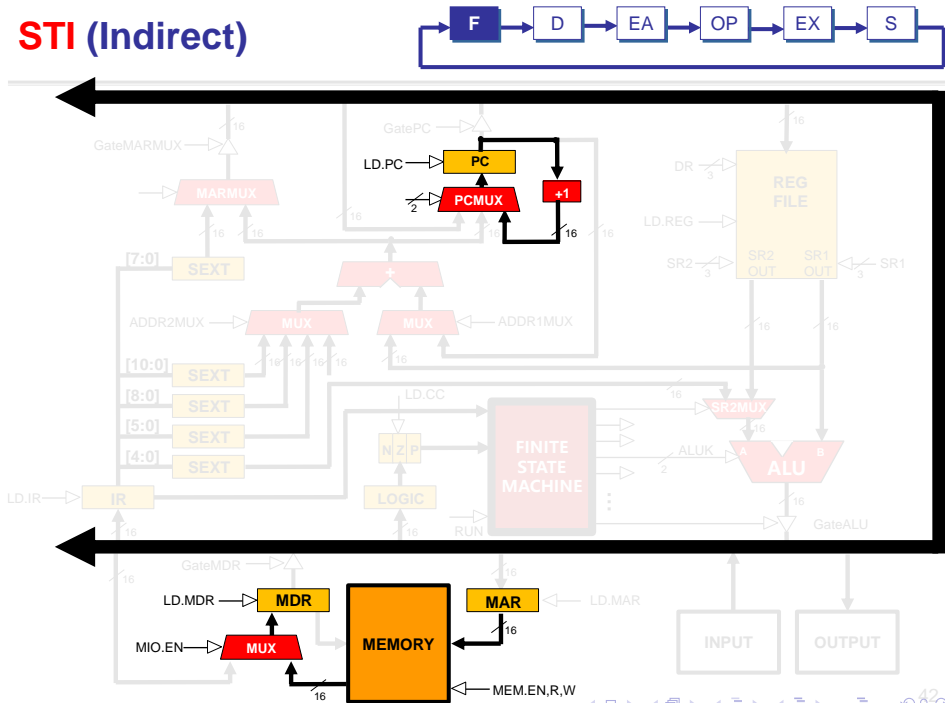 STI (Indirect)
F D EA OP EX S
16
GatePC
16
GateMARMUX
LD.PC
PC
DR
3
REG
FILE
MARMUX
2
PCMUX
+1
LD.REG
16 16 16 16 16 16
[7:0] SEXT
+
SR2
3
SR2
OUT
SR1
OUT
3
SR1
ADDR2MUX
MUX
MUX
ADDR1MUX
16 16
16 16 16 16 16
[10:0] SEXT
LD.CC
16
[8:0] SEXT
SR2MUX
[5:0] SEXT
N Z P
FINITE
STATE
MACHINE
16
ALUK
2
A B
ALU
[4:0] SEXT
LD.IR
IR
LOGIC
16
16
16
RUN
GateALU
16
GateMDR
16
16
LD.MDR
MDR
MEMORY
MAR
LD.MAR
16
INPUT
OUTPUT
MIO.EN
MUX
16
MEM.EN,R,W
42